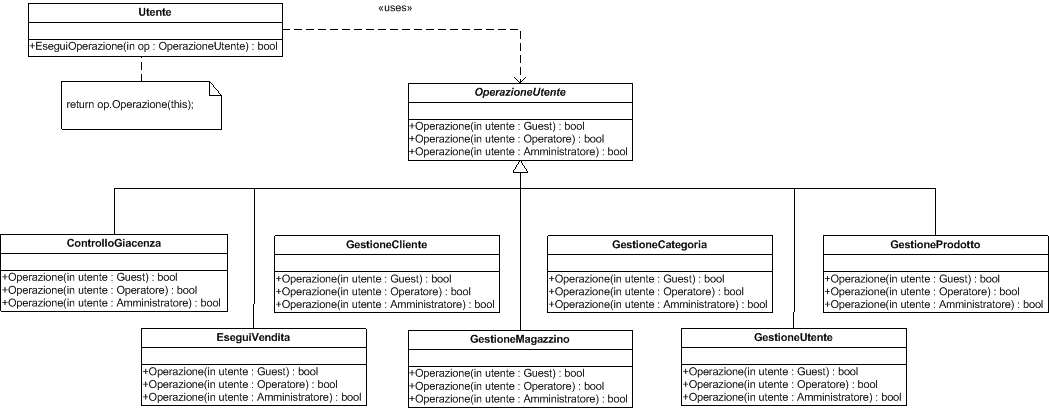 «uses»
Utente
+EseguiOperazione(in op : OperazioneUtente) : bool
return op.Operazione(this);
OperazioneUtente
+Operazione(in utente : Guest) : bool
+Operazione(in utente : Operatore) : bool
+Operazione(in utente : Amministratore) : bool
ControlloGiacenza
+Operazione(in utente : Guest) : bool
+Operazione(in utente : Operatore) : bool
+Operazione(in utente : Amministratore) : bool
GestioneCliente
+Operazione(in utente : Guest) : bool
+Operazione(in utente : Operatore) : bool
+Operazione(in utente : Amministratore) : bool
GestioneCategoria
+Operazione(in utente : Guest) : bool
+Operazione(in utente : Operatore) : bool
+Operazione(in utente : Amministratore) : bool
GestioneProdotto
+Operazione(in utente : Guest) : bool
+Operazione(in utente : Operatore) : bool
+Operazione(in utente : Amministratore) : bool
EseguiVendita
+Operazione(in utente : Guest) : bool
+Operazione(in utente : Operatore) : bool
+Operazione(in utente : Amministratore) : bool
GestioneMagazzino
+Operazione(in utente : Guest) : bool
+Operazione(in utente : Operatore) : bool
+Operazione(in utente : Amministratore) : bool
GestioneUtente
+Operazione(in utente : Guest) : bool
+Operazione(in utente : Operatore) : bool
+Operazione(in utente : Amministratore) : bool